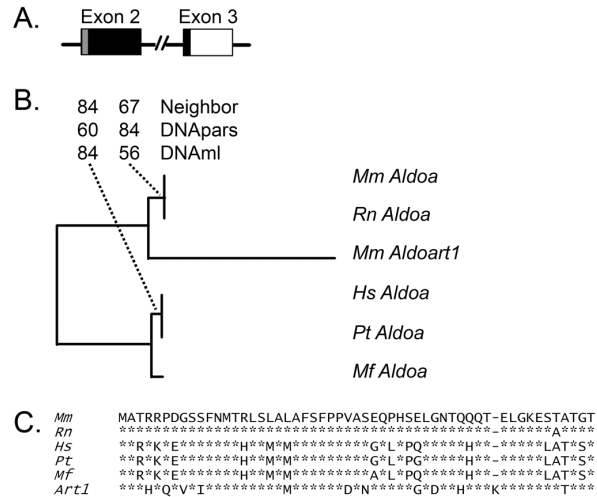 A.
Exon 2 Exon 3
B.
84 67 Neighbor
60 84 DNApars
84 56 DNAml
Mm Aldoa
Rn Aldoa
Mm Aldoart1
Hs Aldoa
Pt Aldoa
Mf Aldoa
C.
Mm MATRRPDGSSFNMTRLSLALAFSFPPVASEQPHSELGNTQQQT-ELGKESTATGT
Rn *******************************************-*******A****
Hs **R*K*E******H**M*M*******G*L*PQ****H**-*****LAT*S*
Pt **R*K*E******H**M*M*******G*L*PQ****H**-*****LAT*S*
Mf **R*K*E******H**M*M*******A*L*PG****H**-*****LAT*S*
Art1 ***H*Q*V*I*********M******D*N****G*D**H***K******T***